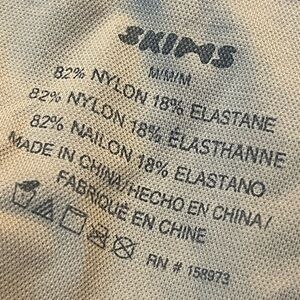 SKIMS
M/M/M
82% NYLON 18% ELASTANE
82% NYLON 18% ÉLASTHANNE
82% NAILON 18% ELASTANO
MADE IN CHINA/HECHO EN CHINA/
FABRIQUÉ EN CHINE
RN # 158973